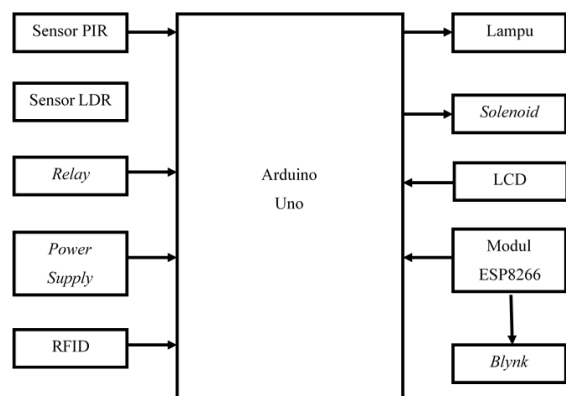 Sensor PIR
Sensor LDR
Relay
Power
Supply
RFID
Arduino
Uno
Lampu
Solenoid
LCD
Modul
ESP8266
Blynk